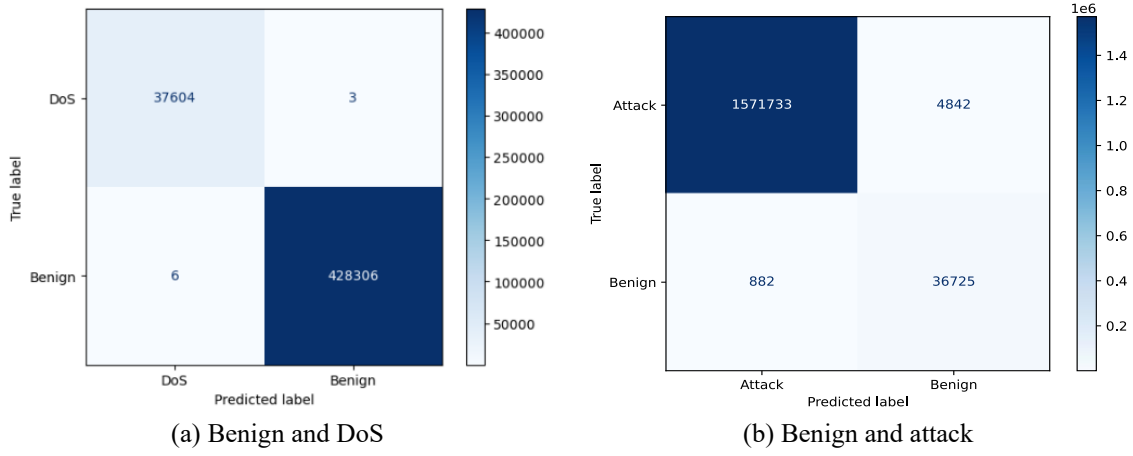 DoS
37604
3
Benign
6
428306
DoS
Benign
Predicted label
True label
400000
350000
300000
250000
200000
150000
100000
50000
(a) Benign and DoS
1e6
Attack
1571733
4842
Benign
882
36725
Attack
Benign
Predicted label
True label
1.4
1.2
1.0
0.8
0.6
0.4
0.2
(b) Benign and attack